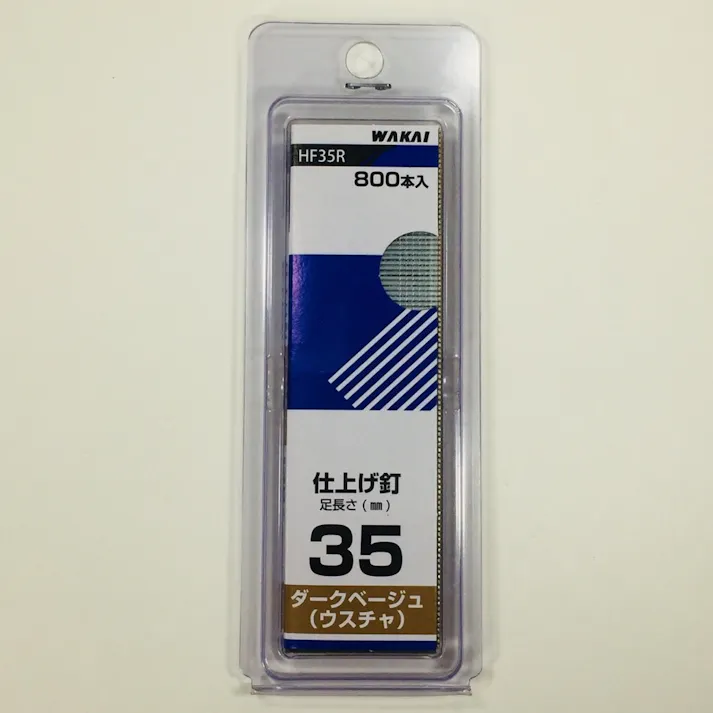 WAKAI
HF35R
800本入
仕上げ釘
足長さ(㎜)
35
ダークベージュ
(ウスチャ)